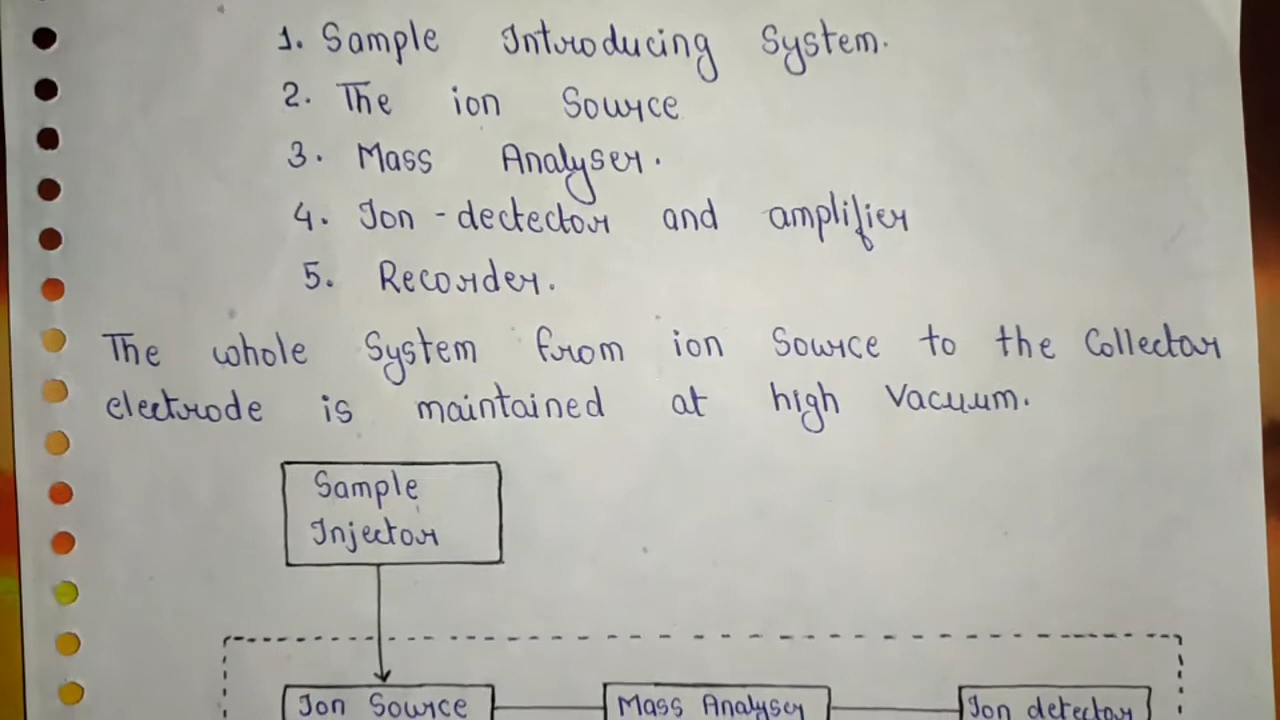 1. Sample Introducing System.
2. The ion Source
3. Mass Analyser.
4. Ion - dectector and amplifier
5. Recorder.
The whole System from ion Source to the Collector
electrode is maintained at high Vacuum.
Sample
Injector
Ion Source
Mass Analyser
Ion detector